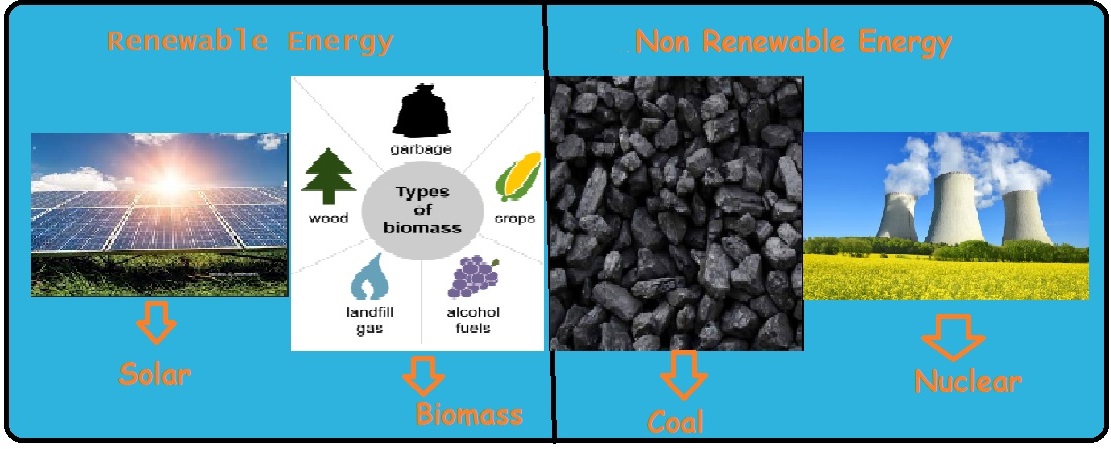 Renewable Energy
Non Renewable Energy
garbage
wood
Types
of
biomass
crops
landfill
gas
alcohol
fuels
Solar
Biomass
Coal
Nuclear